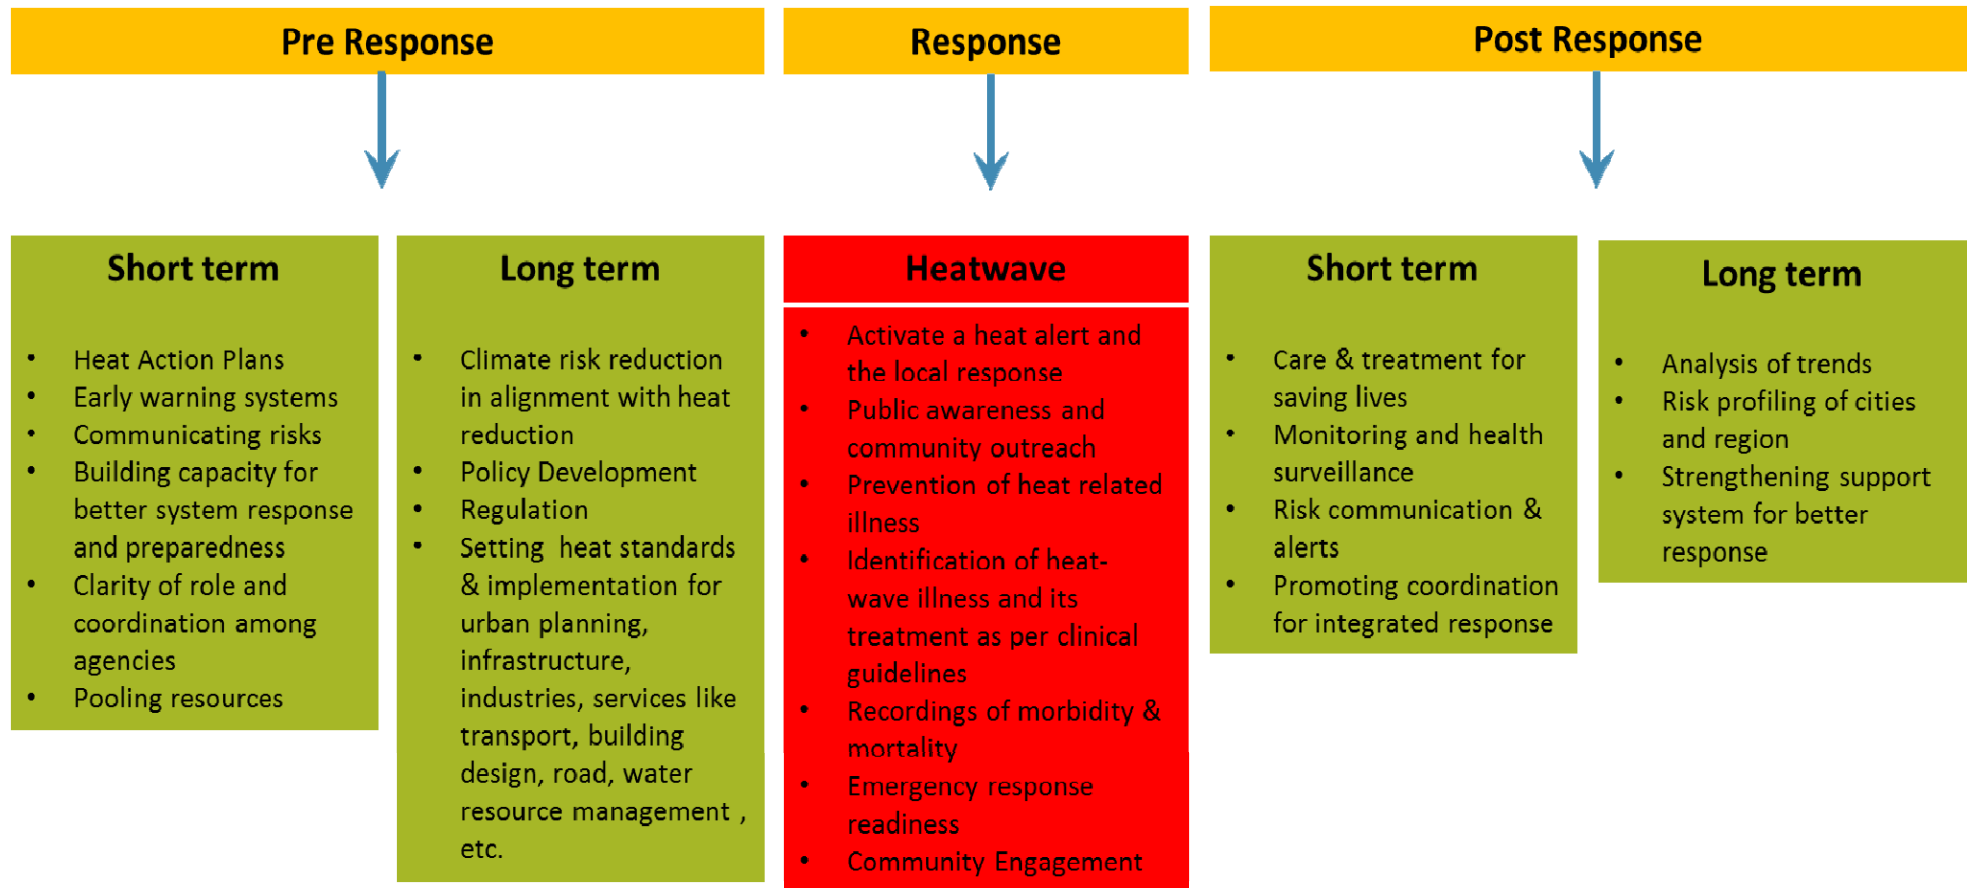 Pre Response
Response
Post Response
Short term
• Heat Action Plans
• Early warning systems
• Communicating risks
• Building capacity for
better system response
and preparedness
• Clarity of role and
coordination among
agencies
• Pooling resources
Long term
• Climate risk reduction
in alignment with heat
reduction
• Policy Development
• Regulation
• Setting heat standards
& implementation for
urban planning,
infrastructure,
industries, services like
transport, building
design, road, water
resource management ,
etc.
Heatwave
• Activate a heat alert and
the local response
• Public awareness and
community outreach
• Prevention of heat related
illness
• Identification of heat-
wave illness and its
treatment as per clinical
guidelines
• Recordings of morbidity &
mortality
• Emergency response
readiness
• Community Engagement
Short term
• Care & treatment for
saving lives
• Monitoring and health
surveillance
• Risk communication &
alerts
• Promoting coordination
for integrated response
Long term
• Analysis of trends
• Risk profiling of cities
and region
• Strengthening support
system for better
response